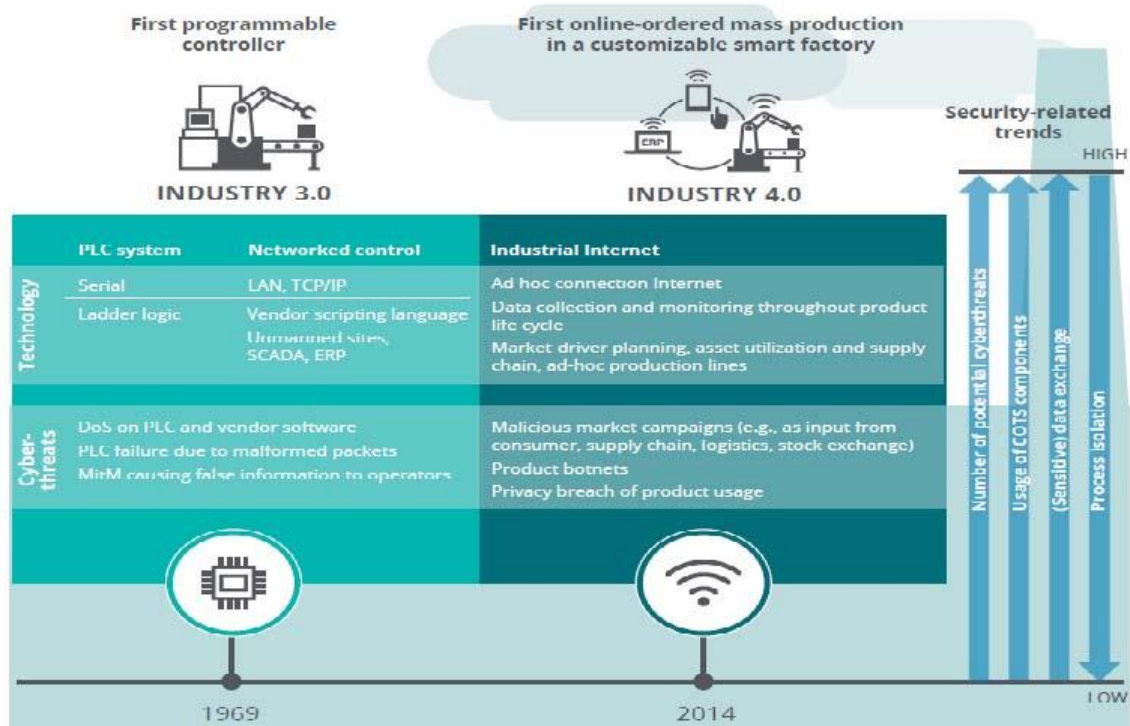 First programmable
controller
First online-ordered mass production
in a customizable smart factory
ERP
Security-related
trends
HIGH
INDUSTRY 3.0
INDUSTRY 4.0
PLC system
Networked control
Industrial Internet
Technology
Serial
LAN, TCP/IP
Ad hoc connection Internet
Ladder logic
Vendor scripting language
Unmanned sites,
SCADA, ERP
Data collection and monitoring throughout product
life cycle
Market driver planning, asset utilization and supply
chain, ad-hoc production lines
Cyber-
threats
DoS on PLC and vendor software
PLC failure due to malformed packets
MitM causing false information to operators
Malicious market campaigns (e.g., as input from
consumer, supply chain, logistics, stock exchange)
Product botnets
Privacy breach of product usage
Number of potential cyberthreats
Usage of COTS components
(Sensitive) data exchange
Process isolation
LOW
1969
2014